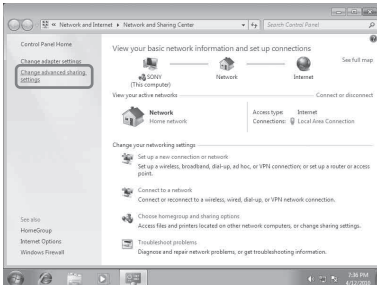 « Network and Internet ▸ Network and Sharing Center
Search Control Panel
Control Panel Home
Change adapter settings
Change advanced sharing
settings
See also
HomeGroup
Internet Options
Windows Firewall
View your basic network information and set up connections
See full map
SONY
(This computer)
Network
Internet
View your active networks
Connect or disconnect
Network
Home network
Access type: Internet
Connections: Local Area Connection
Change your networking settings
Set up a new connection or network
Set up a wireless, broadband, dial-up, ad hoc, or VPN connection; or set up a router or access
point.
Connect to a network
Connect or reconnect to a wireless, wired, dial-up, or VPN network connection.
Choose homegroup and sharing options
Access files and printers located on other network computers, or change sharing settings.
Troubleshoot problems
Diagnose and repair network problems, or get troubleshooting information.
7:36 PM
4/12/2010